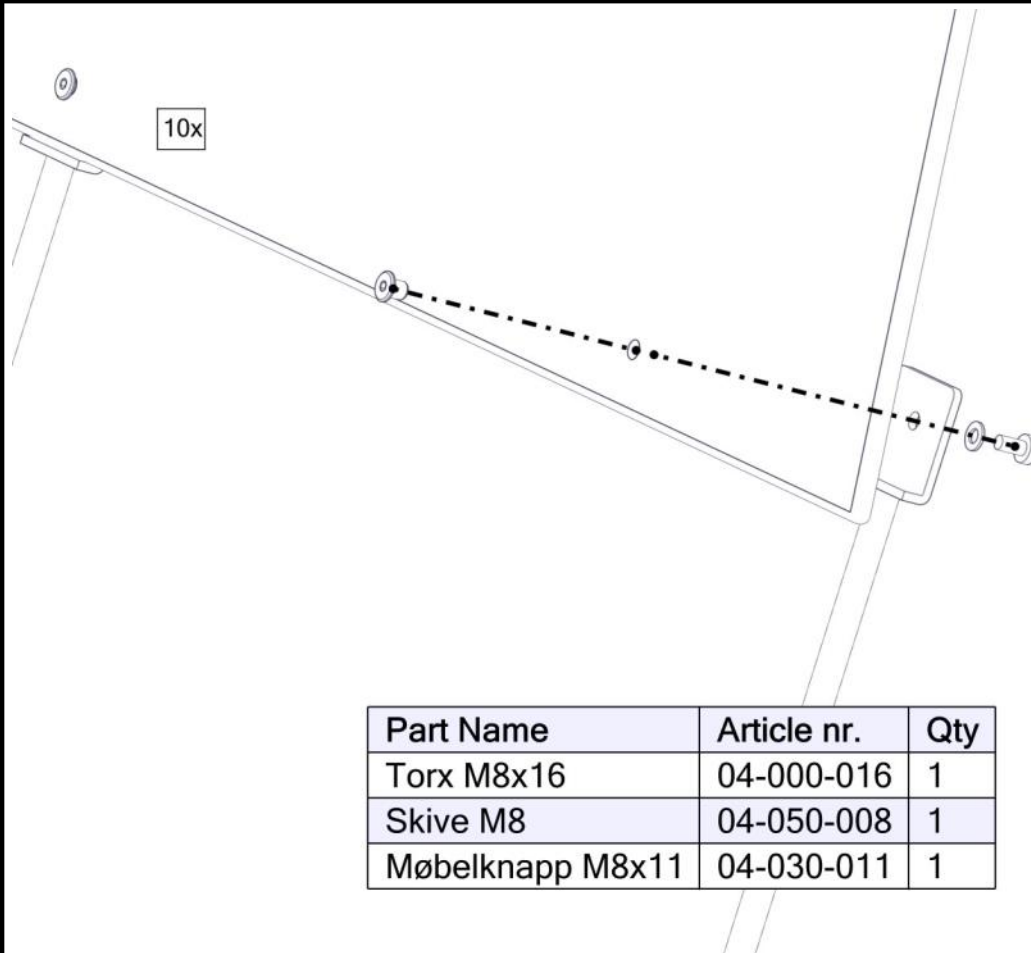 10x
Part Name Article nr. Qty
Torx M8x16 04-000-016 1
Skive M8 04-050-008 1
Møbelknapp M8x11 04-030-011 1